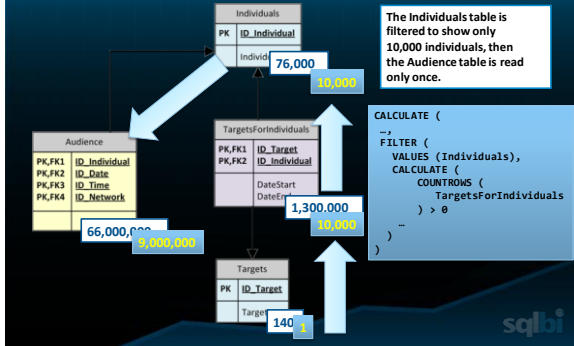 Individuals
PK ID_Individual
76,000
10,000
The Individuals table is
filtered to show only
10,000 individuals, then
the Audience table is read
only once.
Audience
PK,FK1 ID_Individual
PK,FK2 ID_Date
PK,FK3 ID_Time
PK,FK4 ID_Network
9,000,000
TargetsForIndividuals
PK,FK1 ID_Target
PK,FK2 ID_Individual
DateStart
1,300.000
10,000
CALCULATE (
…,
FILTER (
VALUES (Individuals),
CALCULATE (
COUNTROWS (
TargetsForIndividuals
) > 0
…
)
)
Targets
PK ID_Target
140
1
sqlbi